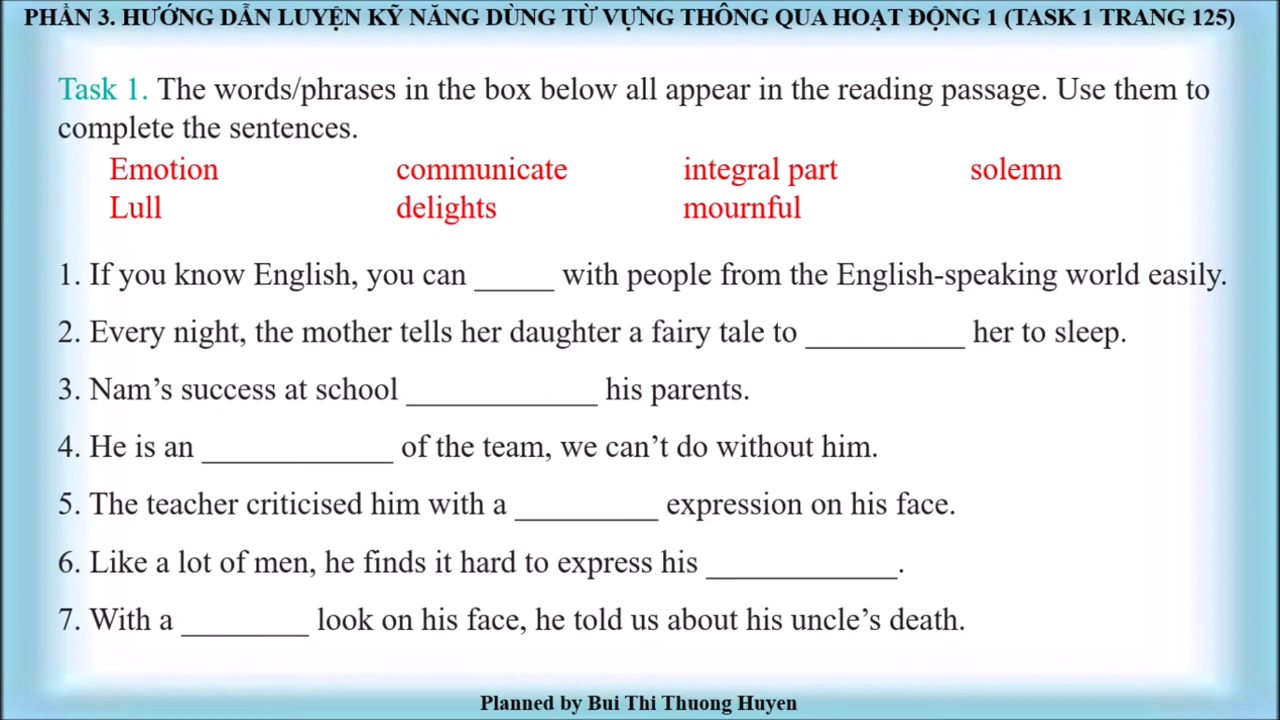 PHẦN 3. HƯỚNG DẪN LUYỆN KỸ NĂNG DÙNG TỪ VỰNG THÔNG QUA HOẠT ĐỘNG 1 (TASK 1 TRANG 125)
Task 1. The words/phrases in the box below all appear in the reading passage. Use them to
complete the sentences.
Emotion communicate integral part solemn
Lull delights mournful
1. If you know English, you can _____ with people from the English-speaking world easily.
2. Every night, the mother tells her daughter a fairy tale to __________ her to sleep.
3. Nam’s success at school ____________ his parents.
4. He is an ____________ of the team, we can’t do without him.
5. The teacher criticised him with a _________ expression on his face.
6. Like a lot of men, he finds it hard to express his ____________.
7. With a ________ look on his face, he told us about his uncle’s death.
Planned by Bui Thi Thuong Huyen